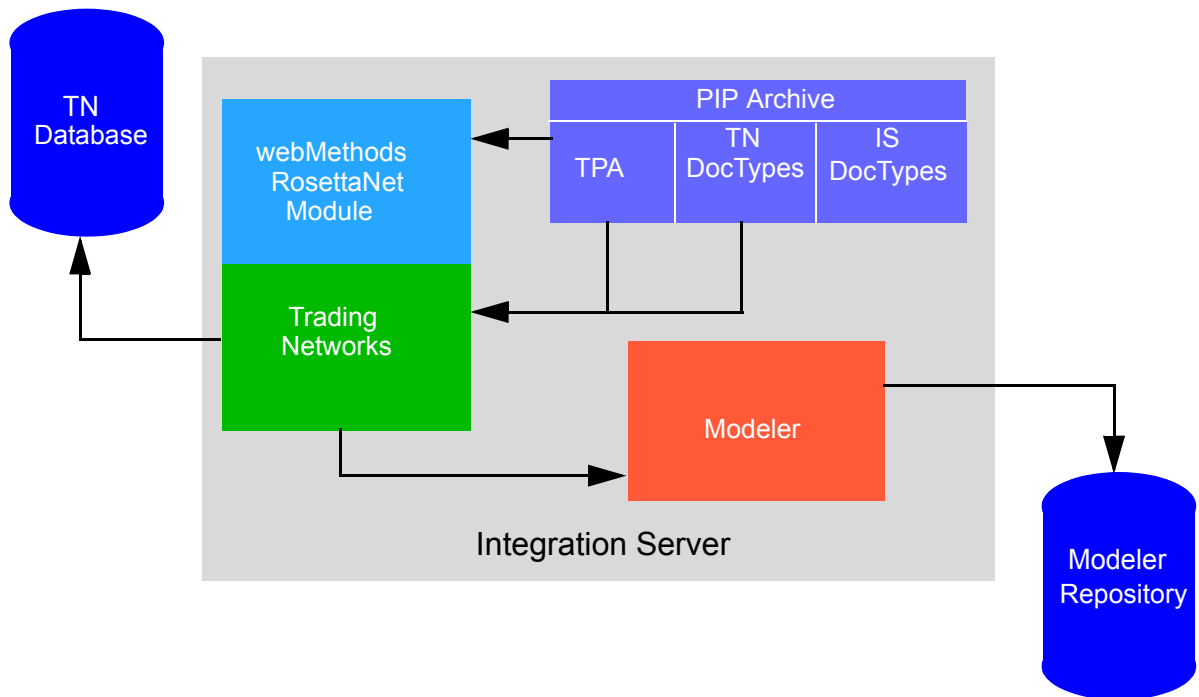 TN
Database
webMethods
RosettaNet
Module
PIP Archive
TPA
TN
DocTypes
IS
DocTypes
Trading
Networks
Modeler
Integration Server
Modeler
Repository